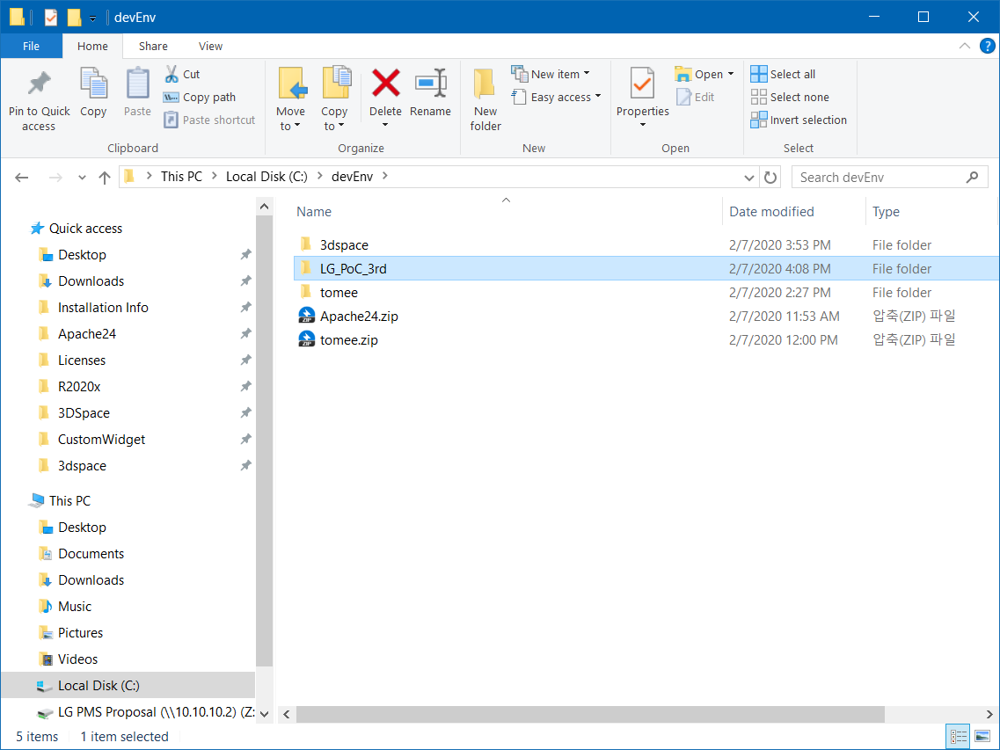 devEnv
File Home Share View
Pin to Quick access
Copy
Paste
Cut
Copy path
Paste shortcut
Clipboard
Move to
Copy to
Delete
Rename
Organize
New folder
New item
Easy access
New
Properties
Open
Edit
Open
Select all
Select none
Invert selection
Select
This PC > Local Disk (C:) > devEnv >
Search devEnv
Quick access
Desktop
Downloads
Installation Info
Apache24
Licenses
R2020x
3DSpace
CustomWidget
3dspace
This PC
Desktop
Documents
Downloads
Music
Pictures
Videos
Local Disk (C:)
LG PMS Proposal (\\10.10.10.2) (Z:
Name Date modified Type
3dspace 2/7/2020 3:53 PM File folder
LG_PoC_3rd 2/7/2020 4:08 PM File folder
tomee 2/7/2020 2:27 PM File folder
Apache24.zip 2/7/2020 11:53 AM 압축(ZIP) 파일
tomee.zip 2/7/2020 12:00 PM 압축(ZIP) 파일
5 items 1 item selected